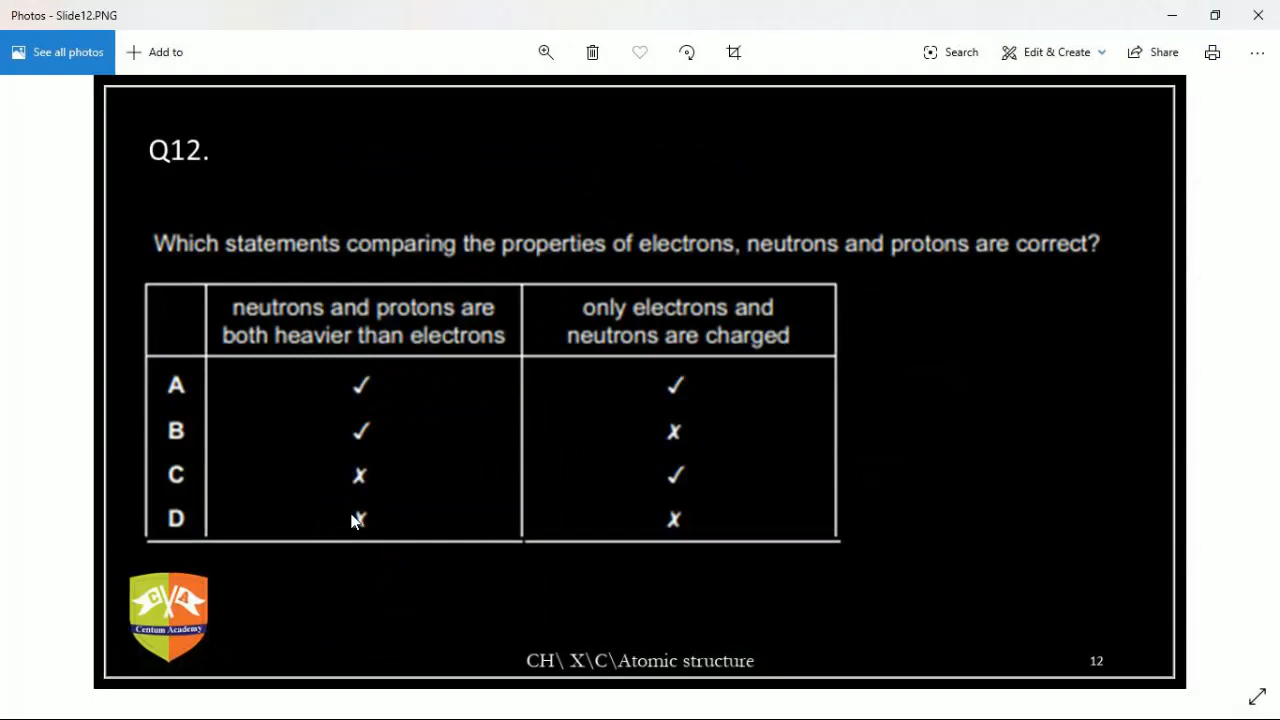 Photos - Slide12.PNG
See all photos
Add to
Search
Edit & Create
Share
Q12.
Which statements comparing the properties of electrons, neutrons and protons are correct?
neutrons and protons are both heavier than electrons
only electrons and neutrons are charged
A ✓ ✓
B ✓ ✗
C ✗ ✓
D ✗ ✗
C A
Centum Academy
CH\ X\C\Atomic structure
12